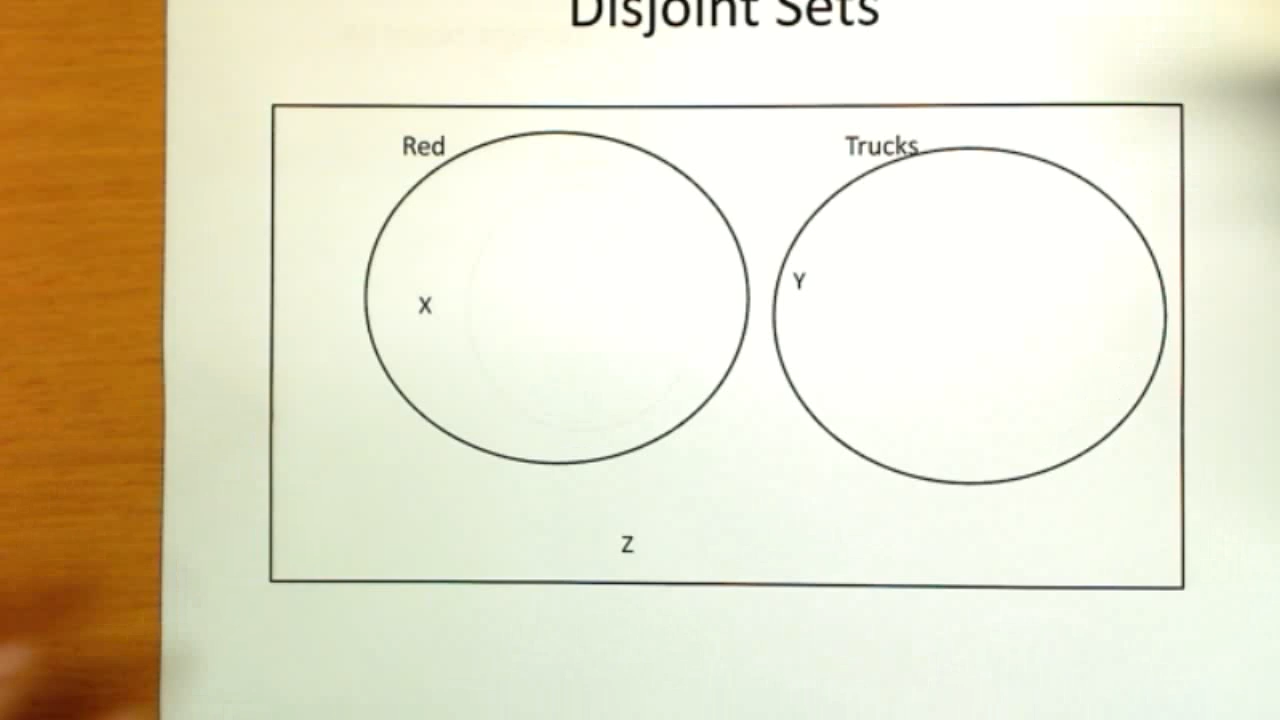 Disjoint Sets
Red
Trucks
X
Y
Z